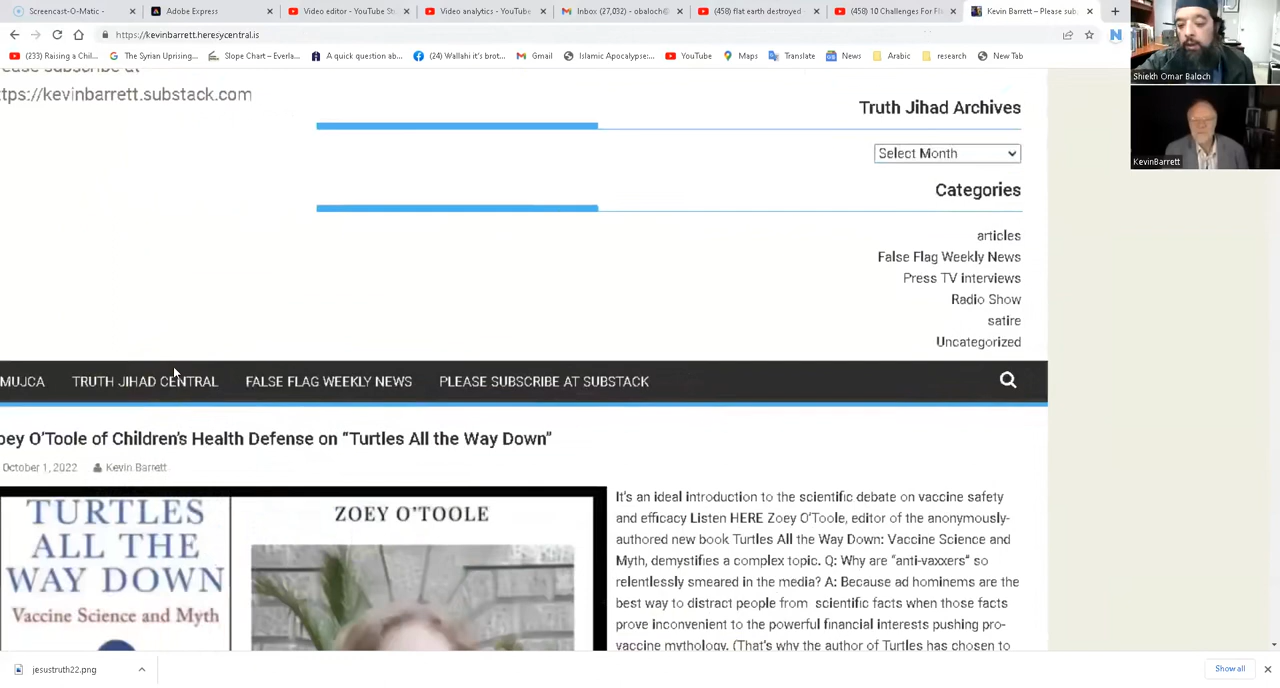 Screencast-O-Matic -
Adobe Express
Video editor - YouTube St
Video analytics - YouTube
Inbox (27,032) - obaloch@
(458) flat earth destroyed
(458) 10 Challenges For Fl
Kevin Barrett – Please sub
https://kevinbarrett.heresycentral.is
(233) Raising a Chil...
The Syrian Uprising...
Slope Chart – Everla...
A quick question ab...
(24) Wallahi it's brot...
Gmail
Islamic Apocalypse:...
YouTube
Maps
Translate
News
Arabic
research
New Tab
Shiekh Omar Baloch
KevinBarrett
ease subscribe at
ttps://kevinbarrett.substack.com
Truth Jihad Archives
Select Month
Categories
articles
False Flag Weekly News
Press TV interviews
Radio Show
satire
Uncategorized
MUJCA TRUTH JIHAD CENTRAL FALSE FLAG WEEKLY NEWS PLEASE SUBSCRIBE AT SUBSTACK
oey O'Toole of Children's Health Defense on “Turtles All the Way Down”
October 1, 2022 Kevin Barrett
TURTLES
ALL THE
WAY DOWN
Vaccine Science and Myth
ZOEY O'TOOLE
It's an ideal introduction to the scientific debate on vaccine safety
and efficacy Listen HERE Zoey O'Toole, editor of the anonymously-
authored new book Turtles All the Way Down: Vaccine Science and
Myth, demystifies a complex topic. Q: Why are “anti-vaxxers” so
relentlessly smeared in the media? A: Because ad hominems are the
best way to distract people from scientific facts when those facts
prove inconvenient to the powerful financial interests pushing pro-
vaccine mythology. (That's why the author of Turtles has chosen to
jesustruth22.png
Show all